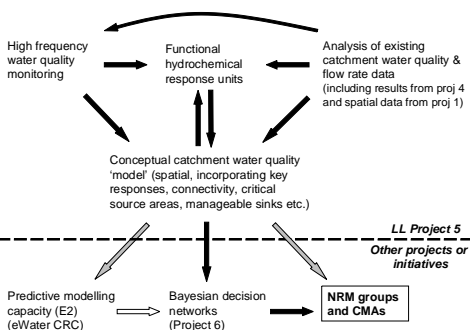 High frequency
water quality
monitoring
Functional
hydrochemical
response units
Analysis of existing
catchment water quality &
flow rate data
(including results from proj 4
and spatial data from proj 1)
Conceptual catchment water quality
‘model’ (spatial, incorporating key
responses, connectivity, critical
source areas, manageable sinks etc.)
LL Project 5
Other projects or
initiatives
Predictive modelling
capacity (E2)
(eWater CRC)
Bayesian decision
networks
(Project 6)
NRM groups
and CMAs